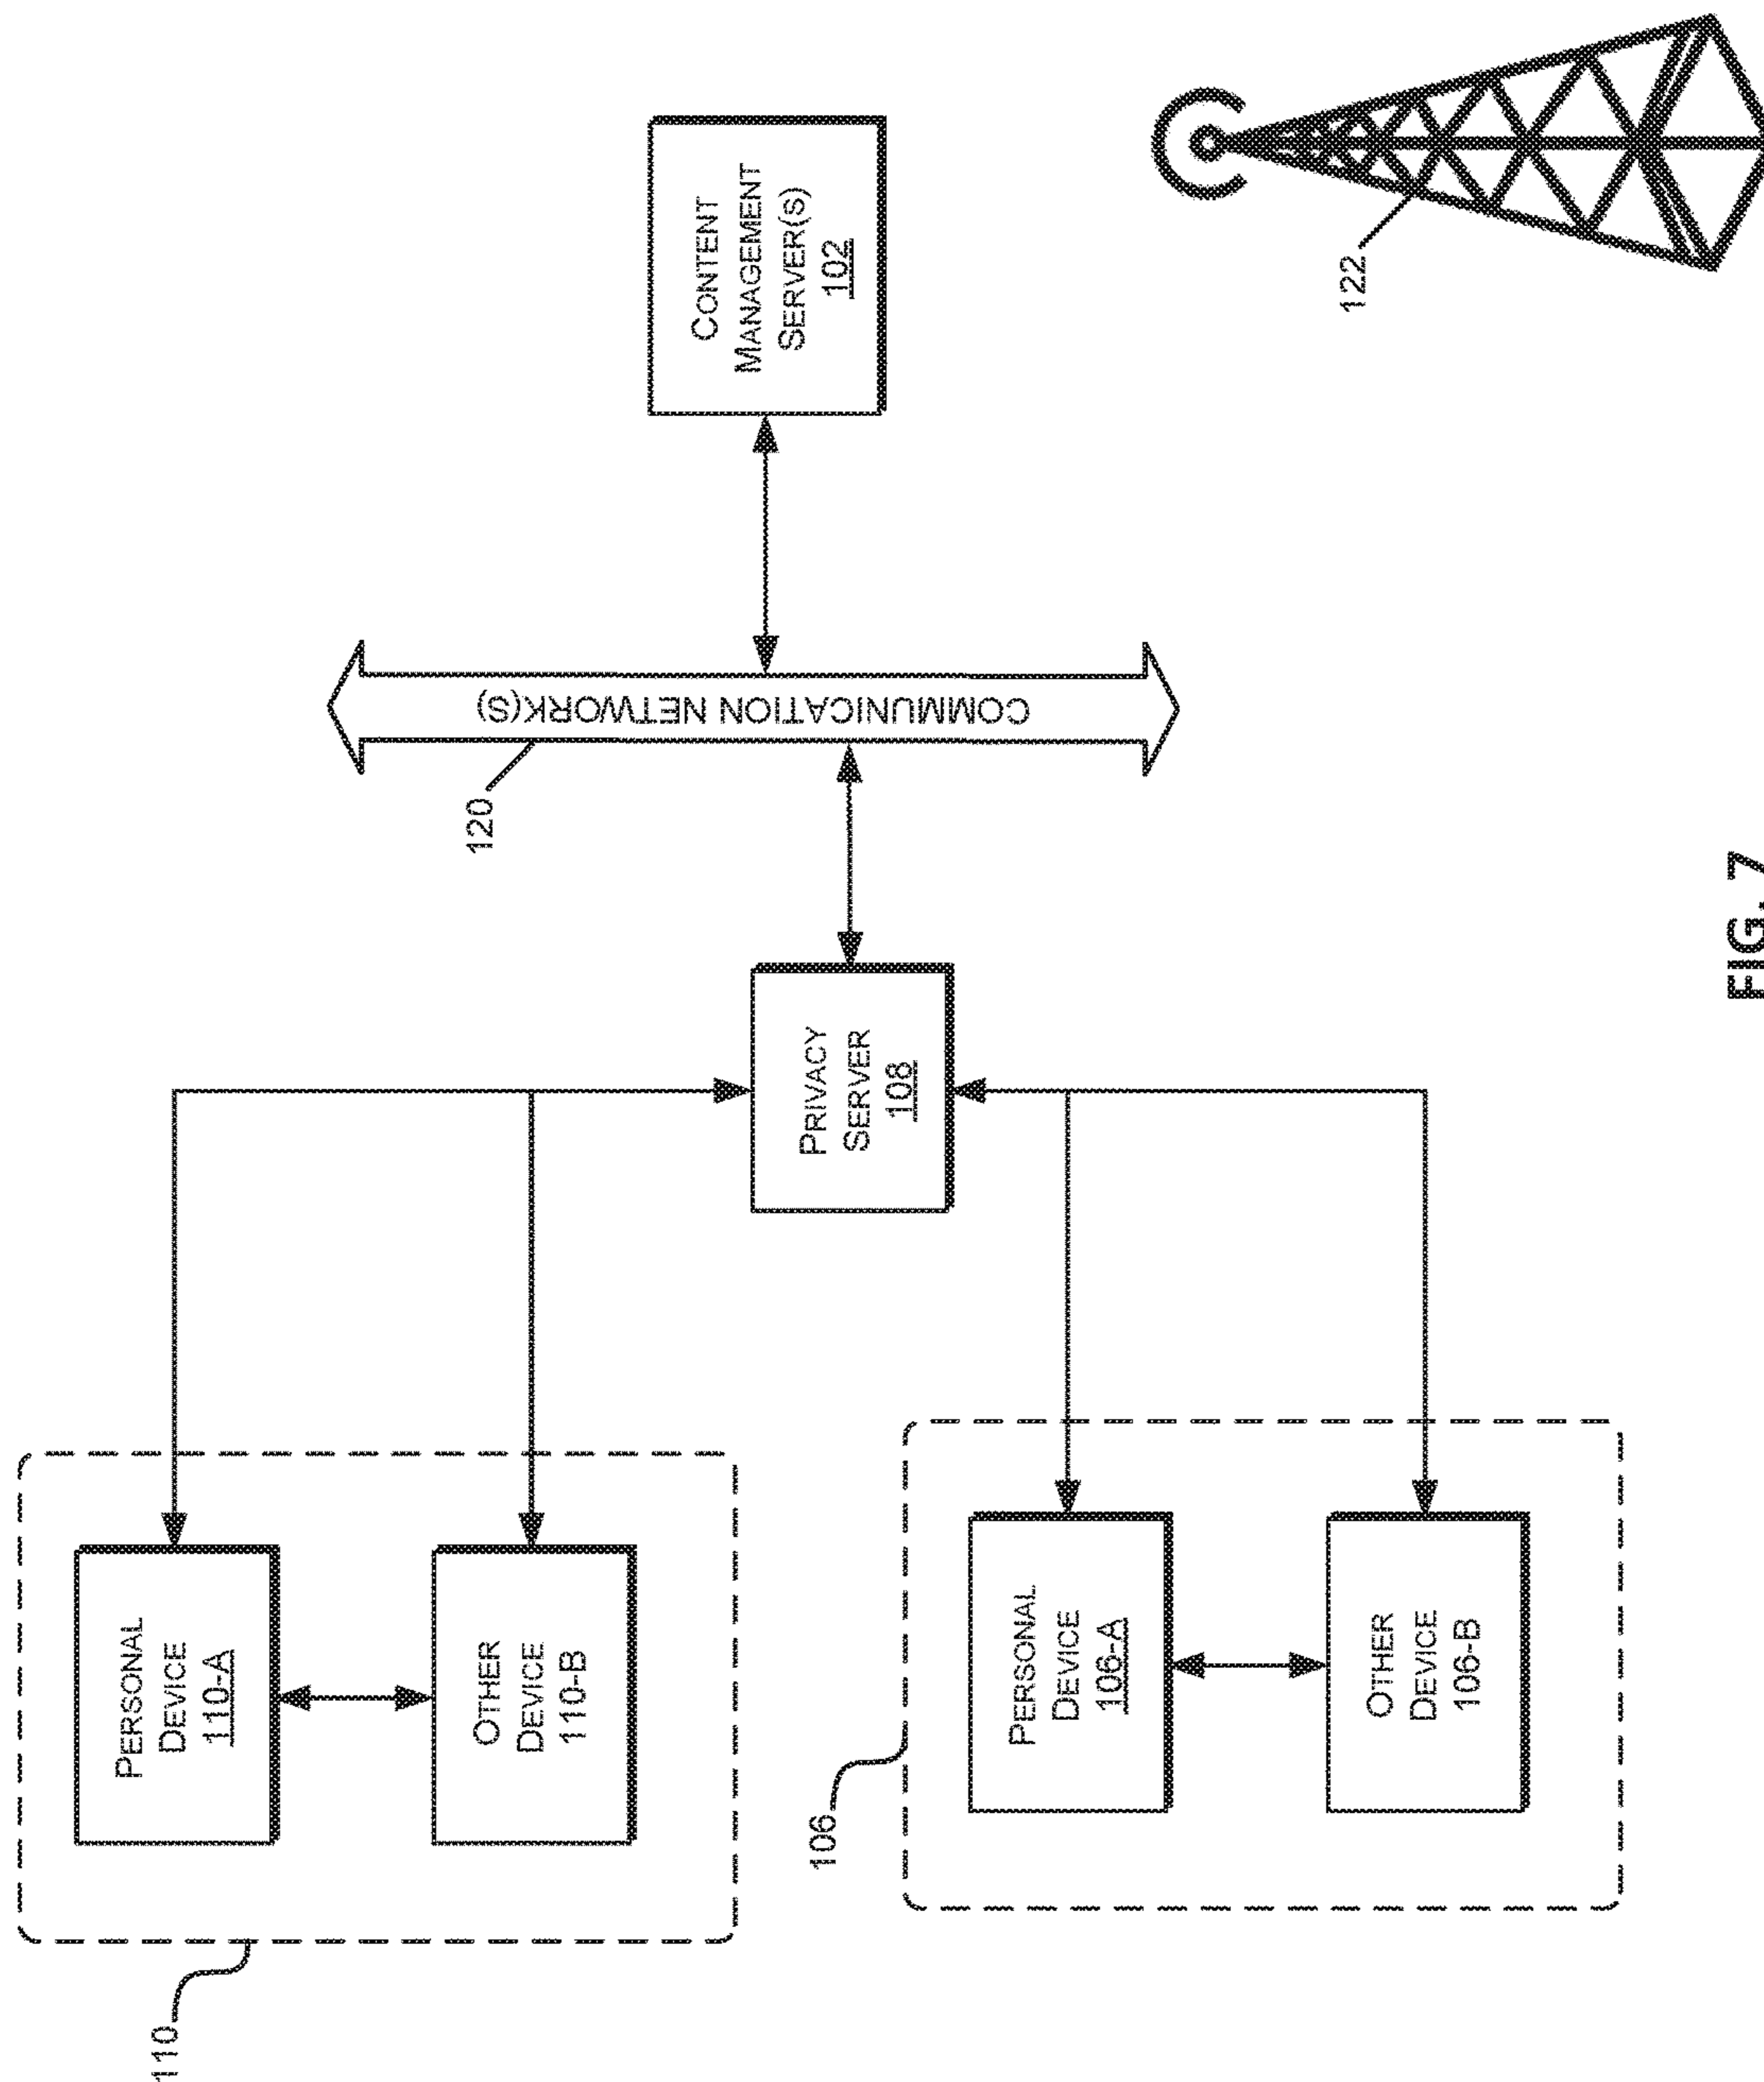 110
PERSONAL
DEVICE
110-A
OTHER
DEVICE
110-B
106
PERSONAL
DEVICE
106-A
OTHER
DEVICE
106-B
PRIVACY
SERVER
108
120
COMMUNICATION NETWORK(S)
CONTENT
MANAGEMENT
SERVER(S)
102
122
FIG. 7